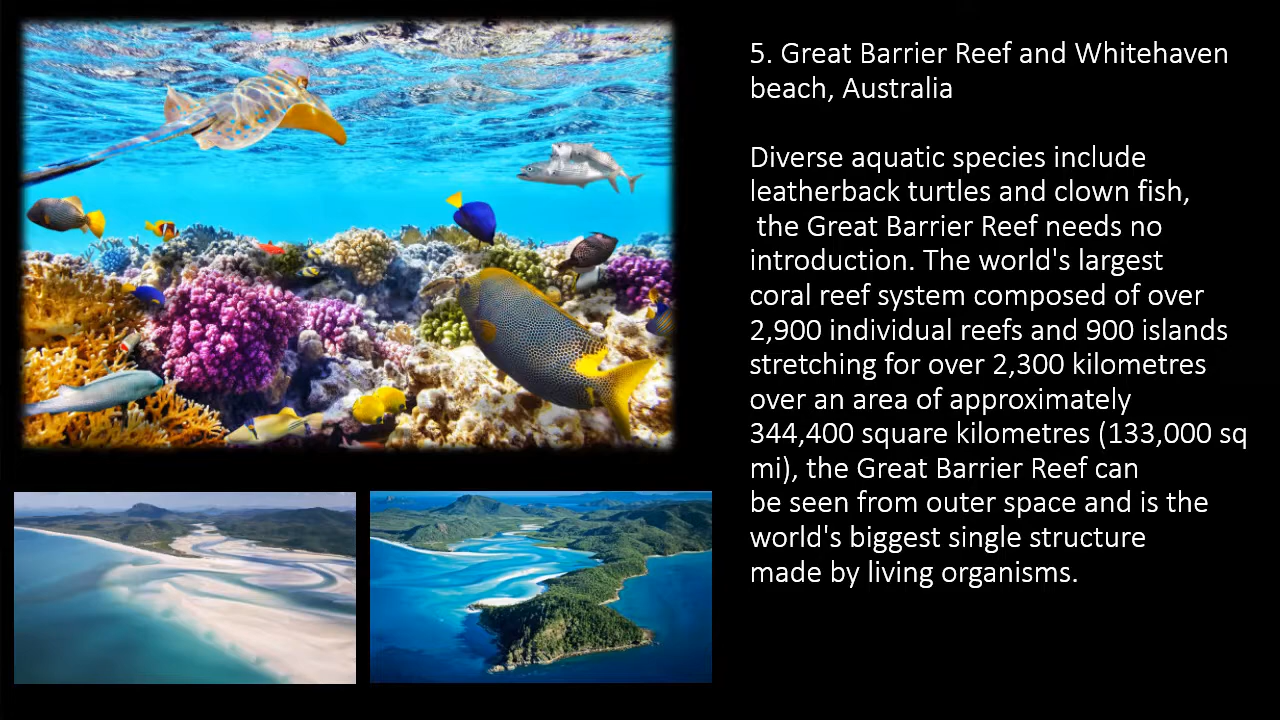 5. Great Barrier Reef and Whitehaven
beach, Australia
Diverse aquatic species include
leatherback turtles and clown fish,
the Great Barrier Reef needs no
introduction. The world's largest
coral reef system composed of over
2,900 individual reefs and 900 islands
stretching for over 2,300 kilometres
over an area of approximately
344,400 square kilometres (133,000 sq
mi), the Great Barrier Reef can
be seen from outer space and is the
world's biggest single structure
made by living organisms.